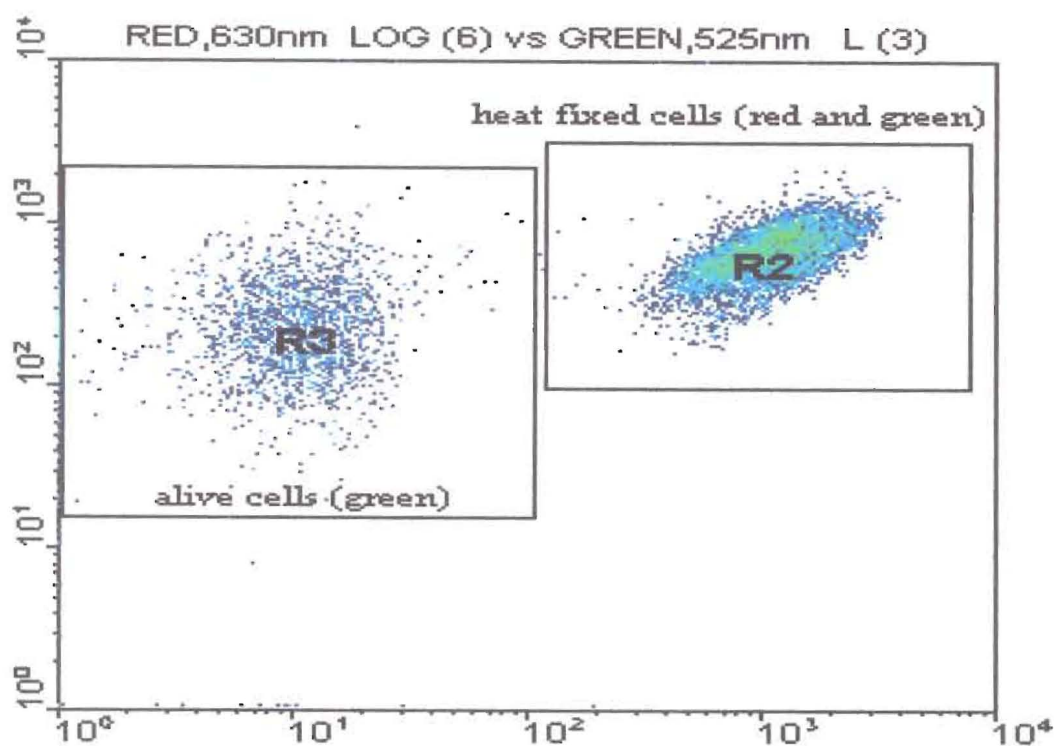 RED,630nm LOG (6) vs GREEN,525nm L (3)
10⁴
heat fixed cells (red and green)
10³
R2
R3
10²
alive cells (green)
10¹
10⁰
10⁰ 10¹ 10² 10³ 10⁴